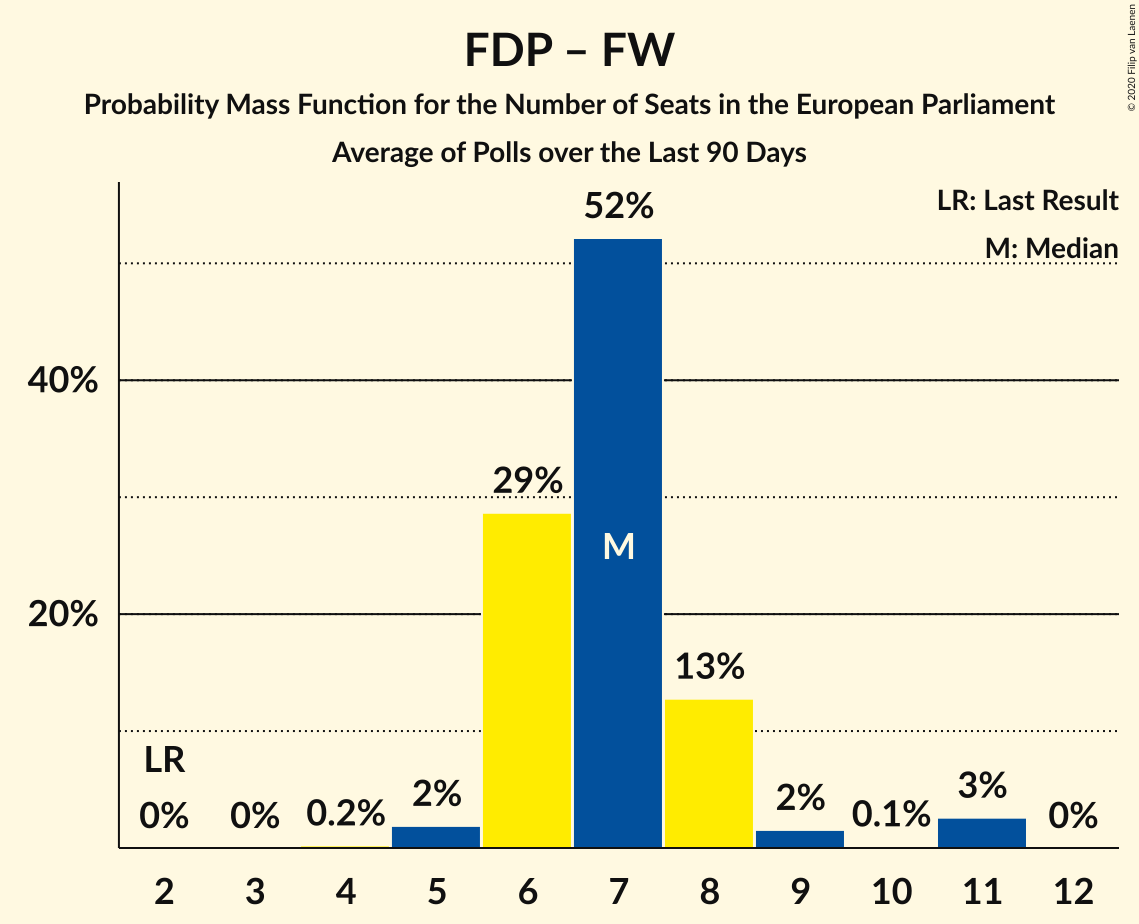 FDP – FW
Probability Mass Function for the Number of Seats in the European Parliament
Average of Polls over the Last 90 Days
© 2020 Filip van Laenen
LR: Last Result
M: Median
52%
40%
29%
M
20%
13%
LR
0% 0% 0.2% 2% 2% 0.1% 3% 0%
2 3 4 5 6 7 8 9 10 11 12